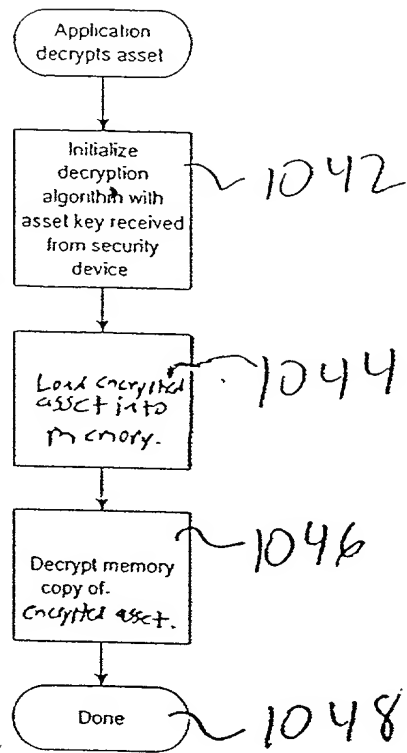 Application
decrypts asset
Initialize
decryption
algorithm with
asset key received
from security
device
1042
Load encrypted
asset into
memory.
1044
Decrypt memory
copy of
encrypted asset.
1046
Done
1048